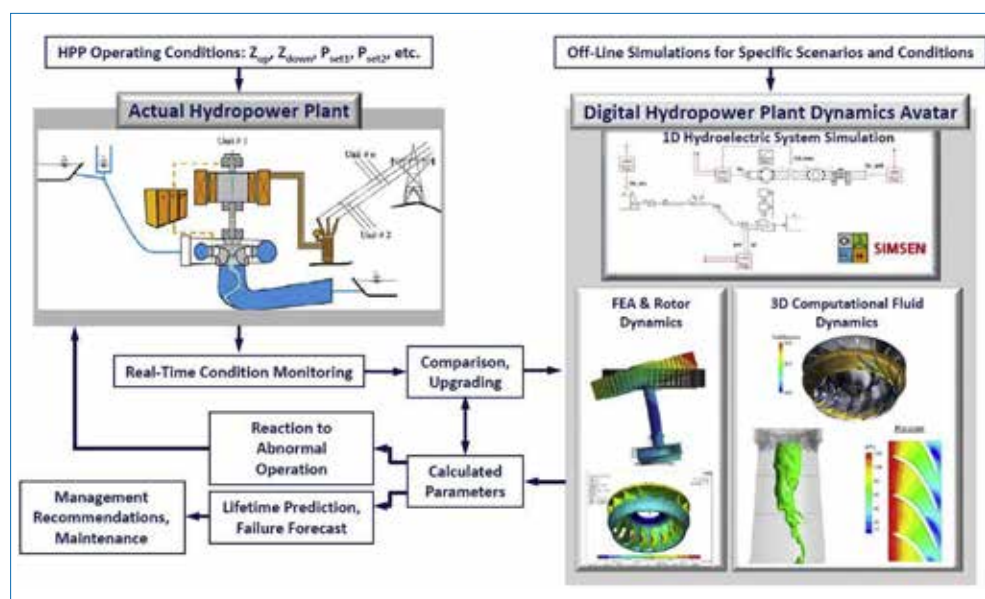 HPP Operating Conditions: Zup, Zdown, Pset1, Pset2, etc.
Off-Line Simulations for Specific Scenarios and Conditions
Actual Hydropower Plant
Digital Hydropower Plant Dynamics Avatar
1D Hydroelectric System Simulation
Unit # 1
Unit # n
Unit # 2
SIMSEN
FEA & Rotor
Dynamics
3D Computational Fluid
Dynamics
Real-Time Condition Monitoring
Comparison,
Upgrading
Reaction to
Abnormal
Operation
Calculated
Parameters
Management
Recommendations,
Maintenance
Lifetime Prediction,
Failure Forecast
Pressure